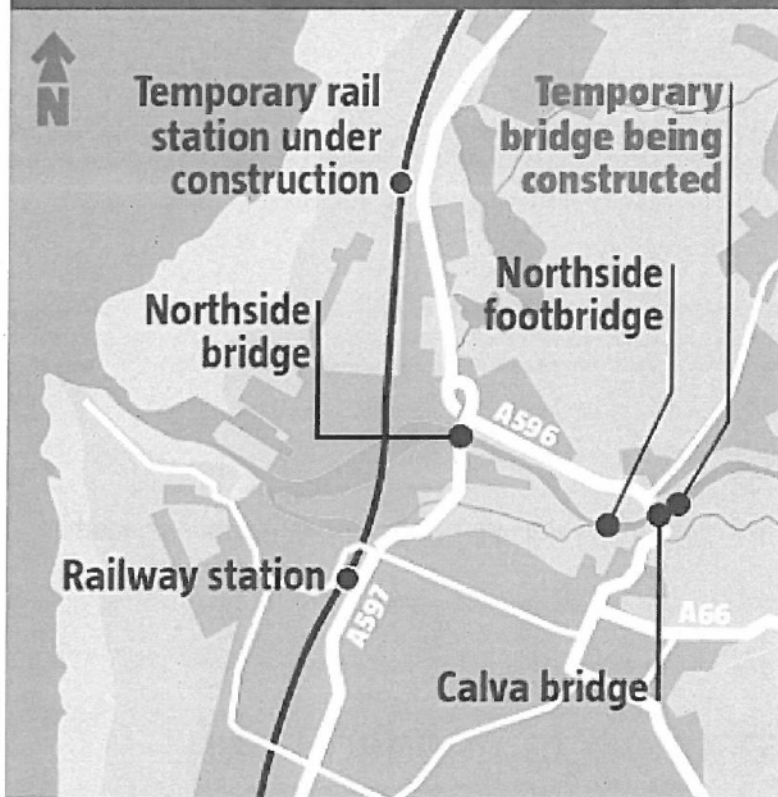 N
Temporary rail
station under
construction
Temporary
bridge being
constructed
Northside
bridge
Northside
footbridge
A596
Railway station
A597
A66
Calva bridge